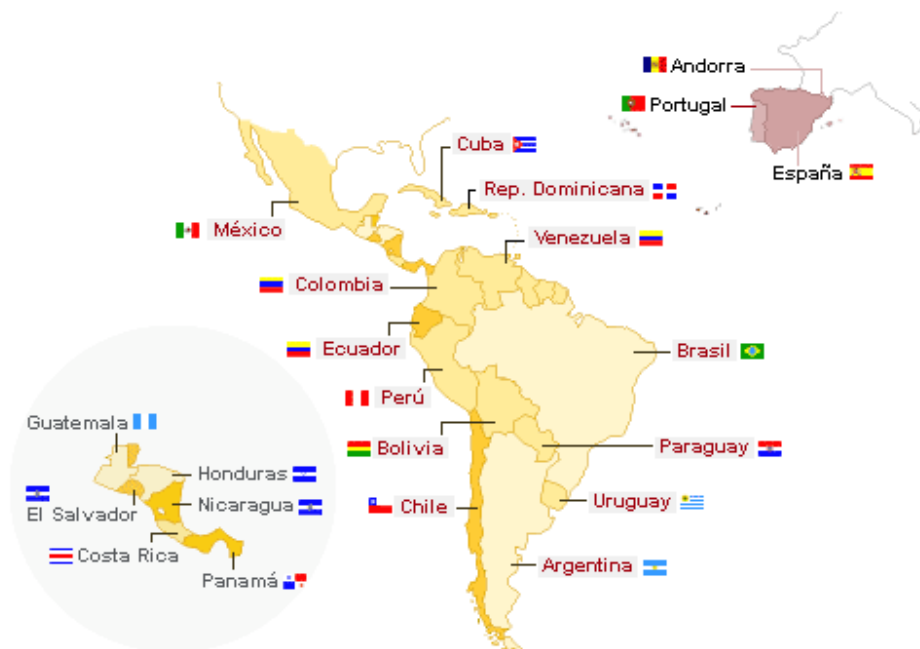 Andorra
Portugal
Cuba
España
Rep. Dominicana
México
Venezuela
Colombia
Ecuador
Brasil
Perú
Guatemala
Bolivia
Paraguay
Honduras
Nicaragua
El Salvador
Chile
Uruguay
Costa Rica
Argentina
Panamá